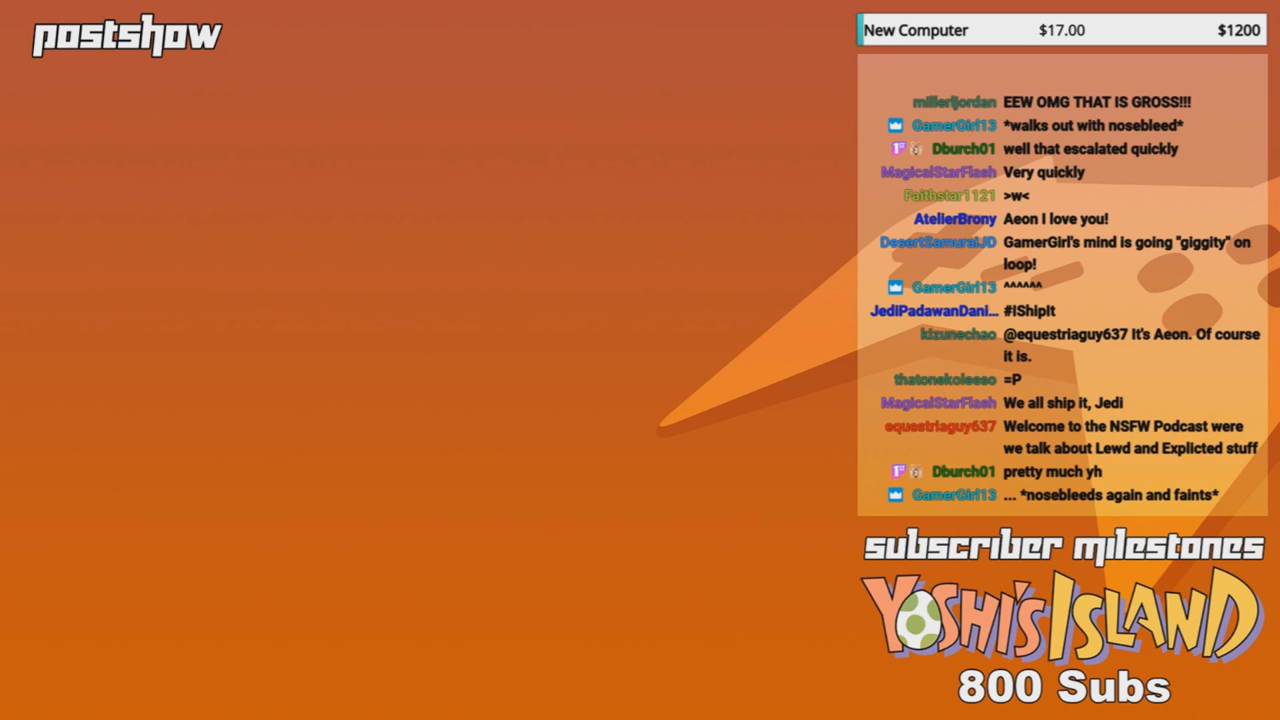 postshow
New Computer $17.00 $1200
millerljordan EEW OMG THAT IS GROSS!!!
GamerGirl13 *walks out with nosebleed*
Dburch01 well that escalated quickly
MagicalStarFlash Very quickly
Faithstar1121 >w<
AtelierBrony Aeon I love you!
DesertSamuraiJD GamerGirl's mind is going "giggity" on
loop!
GamerGirl13 ^^^^^^
JediPadawanDani... #IShipIt
kizunechao @equestriaguy637 It's Aeon. Of course
it is.
thatonekoleeeo =P
MagicalStarFlash We all ship it, Jedi
equestriaguy637 Welcome to the NSFW Podcast were
we talk about Lewd and Explicted stuff
Dburch01 pretty much yh
GamerGirl13 ... *nosebleeds again and faints*
subscriber milestones
YOSHI'S ISLAND
800 Subs